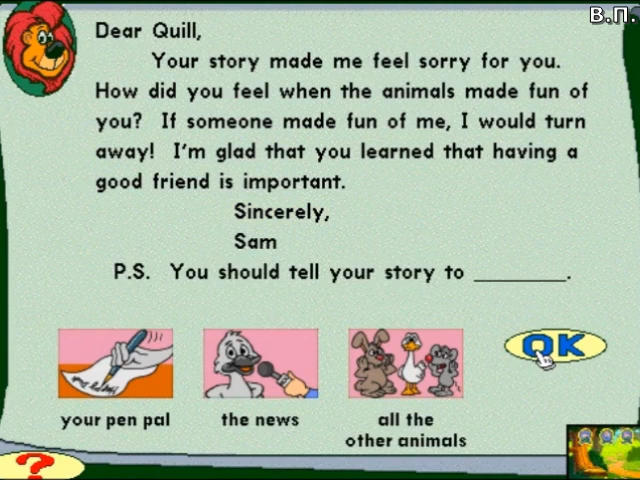 В.П.
Dear Quill,
Your story made me feel sorry for you.
How did you feel when the animals made fun of
you? If someone made fun of me, I would turn
away! I'm glad that you learned that having a
good friend is important.
Sincerely,
Sam
P.S. You should tell your story to ________.
OK
your pen pal
the news
all the
other animals
?